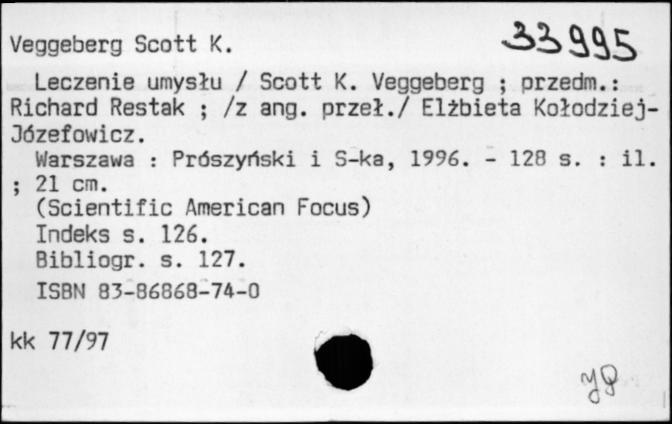 33995
Veggeberg Scott K.
Leczenie umysłu / Scott K. Veggeberg ; przedm.:
Richard Restak ; /z ang. przeł./ Elżbieta Kołodziej-
Józefowicz.
Warszawa : Prószyński i S-ka, 1996. - 128 s. : il.
; 21 cm.
(Scientific American Focus)
Indeks s. 126.
Bibliogr. s. 127.
ISBN 83-86868-74-0
kk 77/97